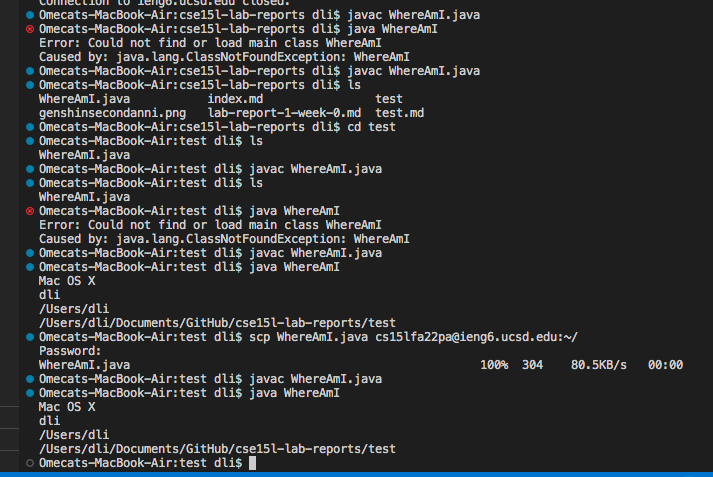 Connection to ieng6.ucsd.edu closed.
Omecats-MacBook-Air:cse15l-lab-reports dli$ javac WhereAmI.java
Omecats-MacBook-Air:cse15l-lab-reports dli$ java WhereAmI
Error: Could not find or load main class WhereAmI
Caused by: java.lang.ClassNotFoundException: WhereAmI
Omecats-MacBook-Air:cse15l-lab-reports dli$ javac WhereAmI.java
Omecats-MacBook-Air:cse15l-lab-reports dli$ ls
WhereAmI.java index.md test
genshinsecondanni.png lab-report-1-week-0.md test.md
Omecats-MacBook-Air:cse15l-lab-reports dli$ cd test
Omecats-MacBook-Air:test dli$ ls
WhereAmI.java
Omecats-MacBook-Air:test dli$ javac WhereAmI.java
Omecats-MacBook-Air:test dli$ ls
WhereAmI.java
Omecats-MacBook-Air:test dli$ java WhereAmI
Error: Could not find or load main class WhereAmI
Caused by: java.lang.ClassNotFoundException: WhereAmI
Omecats-MacBook-Air:test dli$ javac WhereAmI.java
Omecats-MacBook-Air:test dli$ java WhereAmI
Mac OS X
dli
/Users/dli
/Users/dli/Documents/GitHub/cse15l-lab-reports/test
Omecats-MacBook-Air:test dli$ scp WhereAmI.java cs15lfa22pa@ieng6.ucsd.edu:~/
Password:
WhereAmI.java 100% 304 80.5KB/s 00:00
Omecats-MacBook-Air:test dli$ javac WhereAmI.java
Omecats-MacBook-Air:test dli$ java WhereAmI
Mac OS X
dli
/Users/dli
/Users/dli/Documents/GitHub/cse15l-lab-reports/test
Omecats-MacBook-Air:test dli$